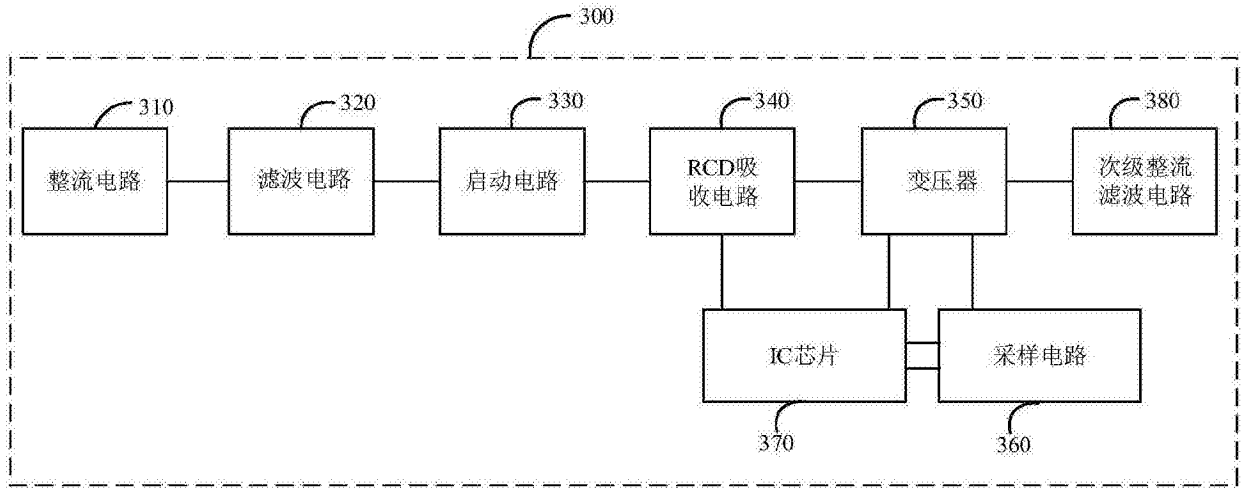 300
310
320
330
340
350
380
整流电路
滤波电路
启动电路
RCD吸
收电路
变压器
次级整流
滤波电路
IC芯片
采样电路
370
360